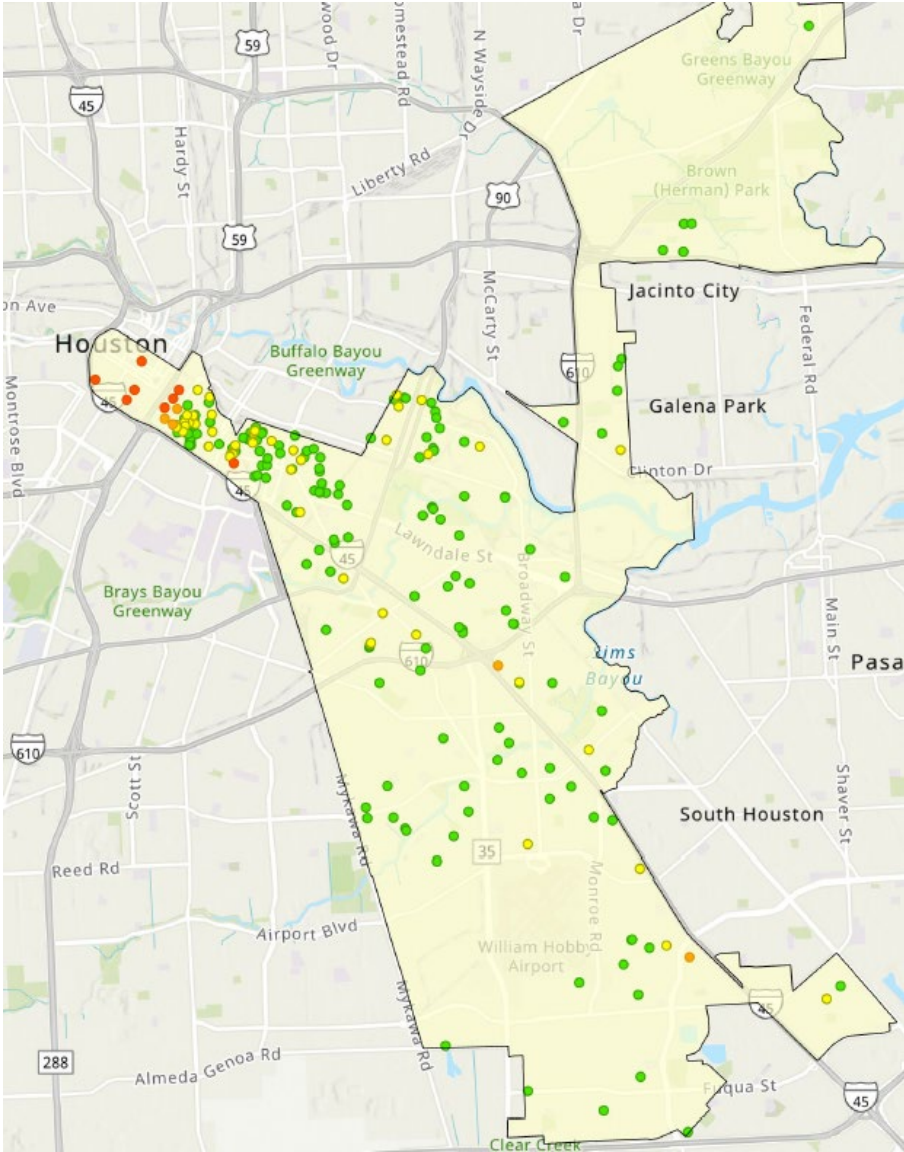 59
wood Dr
omestead Rd
N Wayside
Dr
a Dr
Greens Bayou
Greenway
45
Hardy St
Liberty Rd
90
Brown
(Herman) Park
59
McCarty St
Jacinto City
on Ave
Houston
Buffalo Bayou
Greenway
Federal Rd
610
45
Montrose Blvd
Galena Park
Clinton Dr
45
Lawndale St
45
Broadway St
Brays Bayou
Greenway
Main St
610
Sims
Bayou
Pasa
610
Scott St
Mykawa Rd
Shaver St
South Houston
35
Reed Rd
Monroe Rd
Airport Blvd
William Hobby
Airport
Mykawa Rd
45
288
Almeda Genoa Rd
Fuqua St
45
Clear Creek